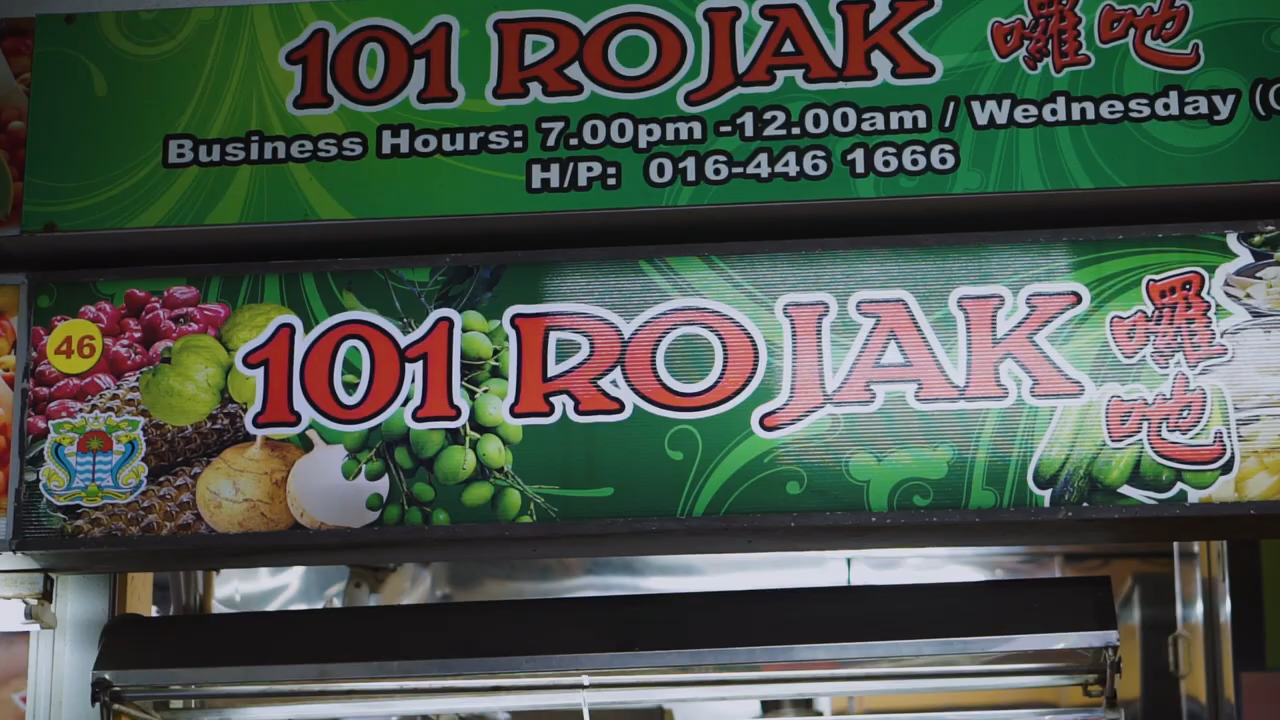 101 ROJAK 囉吔
Business Hours: 7.00pm -12.00am / Wednesday
H/P: 016-446 1666
46
101 ROJAK 囉吔